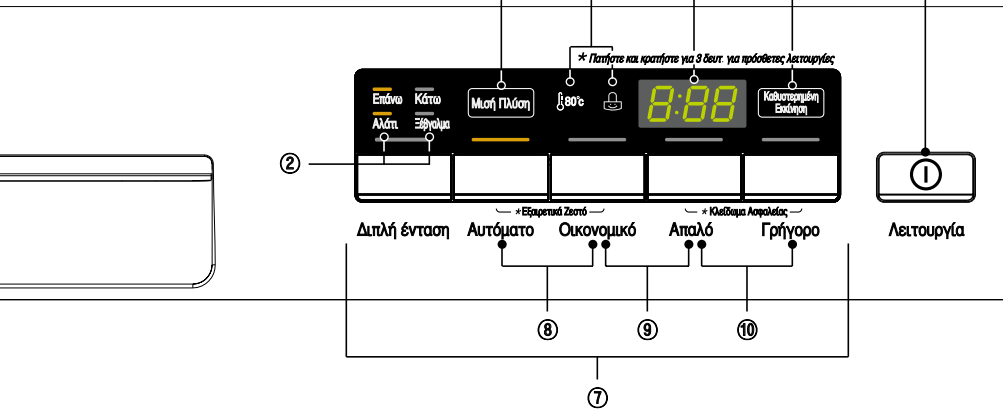 * Πατήστε και κρατήστε για 3 δευτ. για πρόσθετες λειτουργίες
Επάνω Κάτω
Αλάτι Ξέβγαλμα
Μισή Πλύση
80°c
8:88
Καθυστερημένη
Εκκίνηση
②
* Εξαιρετικά Ζεστό
* Κλείδωμα Ασφαλείας
Διπλή ένταση Αυτόματο Οικονομικό Απαλό Γρήγορο Λειτουργία
⑧ ⑨ ⑩
⑦